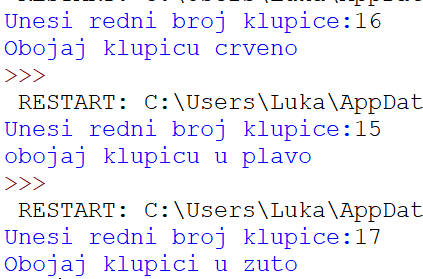 Unesi redni broj klupice:16
Obojaj klupicu crveno
>>>
RESTART: C:\Users\Luka\AppDat
Unesi redni broj klupice:15
obojaj klupicu u plavo
>>>
RESTART: C:\Users\Luka\AppDat
Unesi redni broj klupice:17
Obojaj klupici u zuto